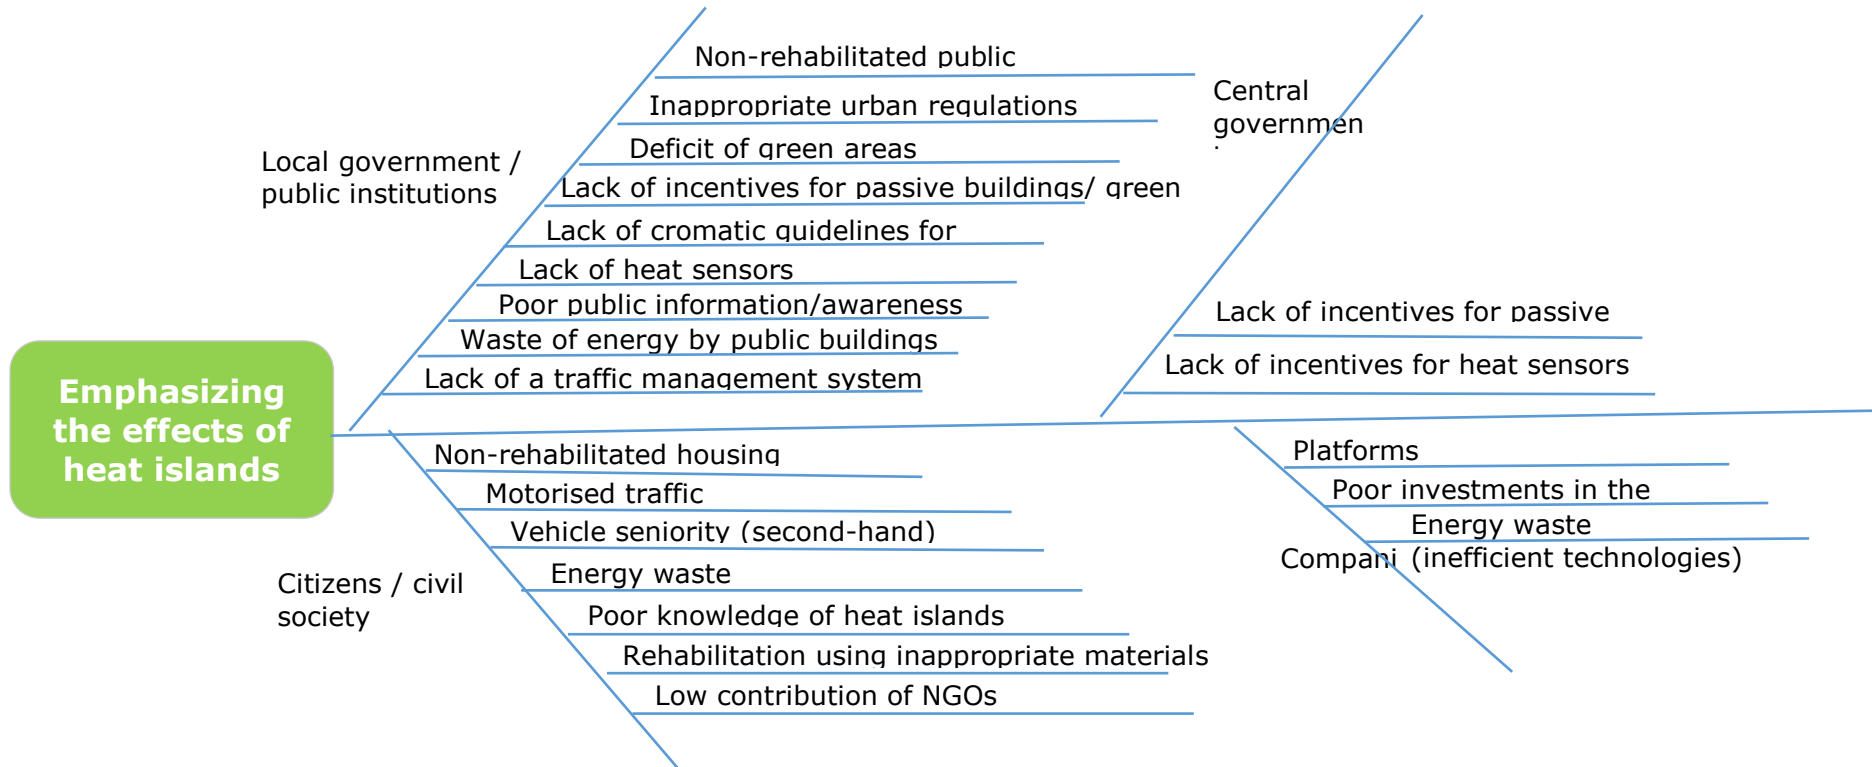 Non-rehabilitated public
Inappropriate urban regulations
Deficit of green areas
Lack of incentives for passive buildings/ green
Lack of cromatic guidelines for
Lack of heat sensors
Poor public information/awareness
Waste of energy by public buildings
Lack of a traffic management system
Local government /
public institutions
Central
governmen
Lack of incentives for passive
Lack of incentives for heat sensors
Emphasizing
the effects of
heat islands
Non-rehabilitated housing
Motorised traffic
Vehicle seniority (second-hand)
Energy waste
Poor knowledge of heat islands
Rehabilitation using inappropriate materials
Low contribution of NGOs
Citizens / civil
society
Platforms
Poor investments in the
Energy waste
(inefficient technologies)
Compani